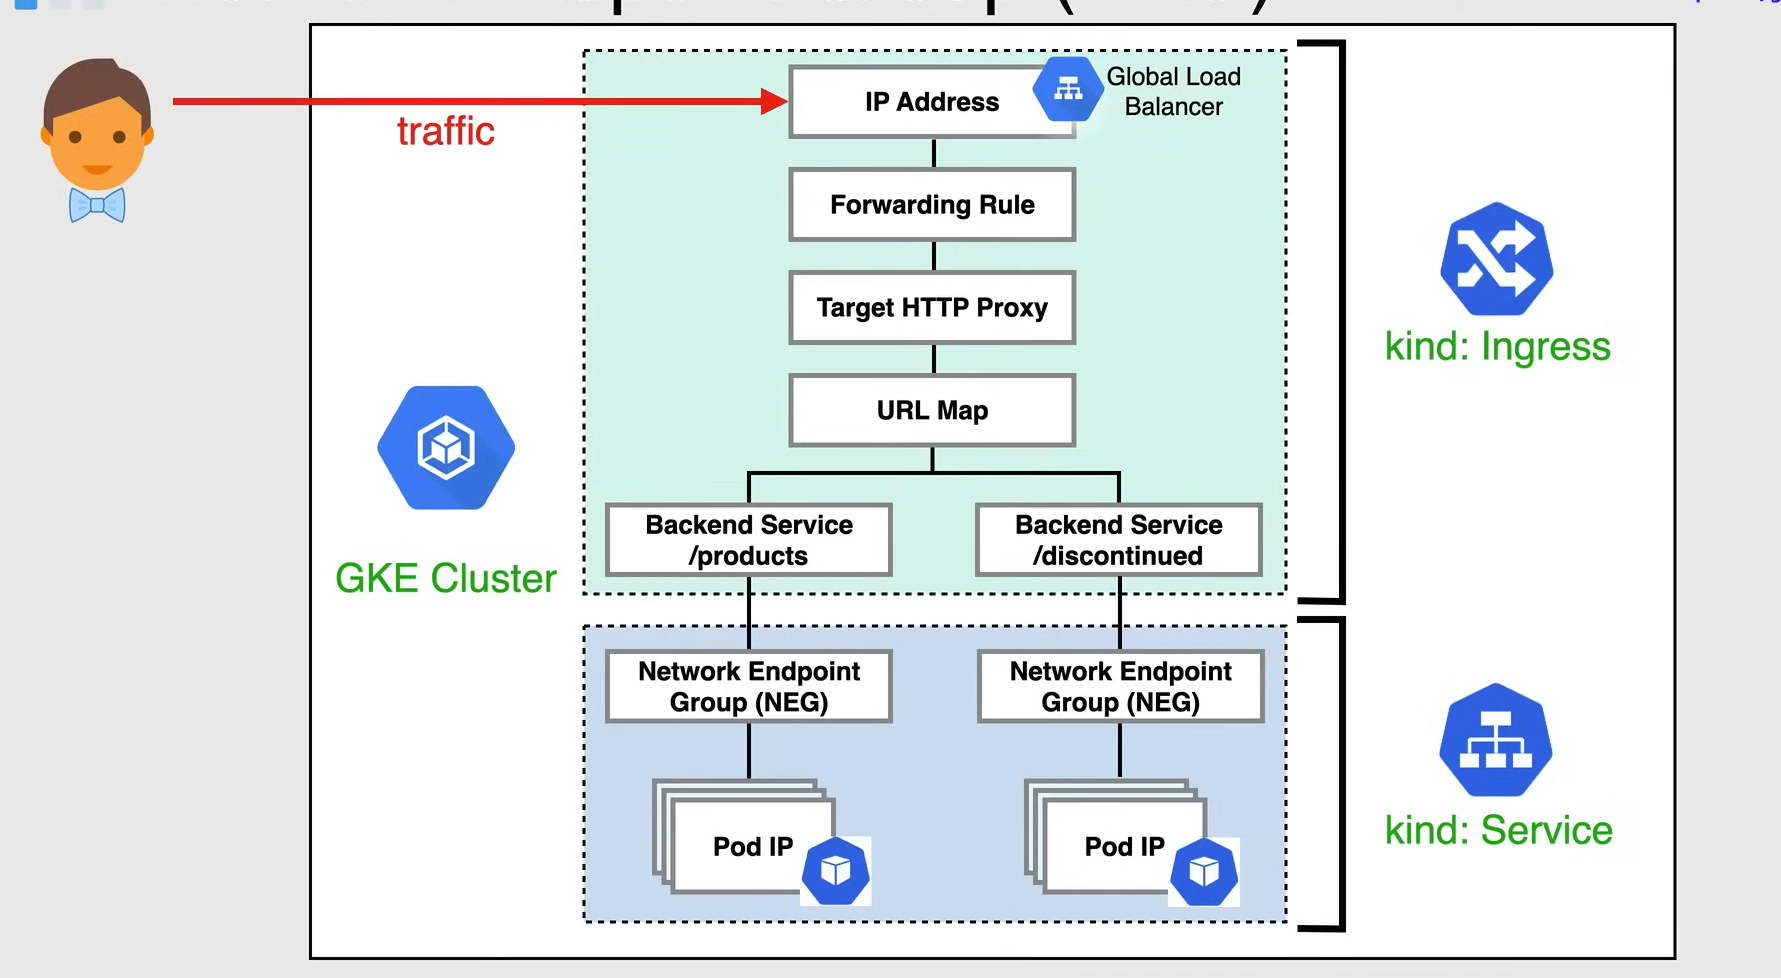 traffic
IP Address
Global Load
Balancer
Forwarding Rule
Target HTTP Proxy
URL Map
Backend Service
/products
Backend Service
/discontinued
kind: Ingress
GKE Cluster
Network Endpoint
Group (NEG)
Network Endpoint
Group (NEG)
Pod IP
Pod IP
kind: Service